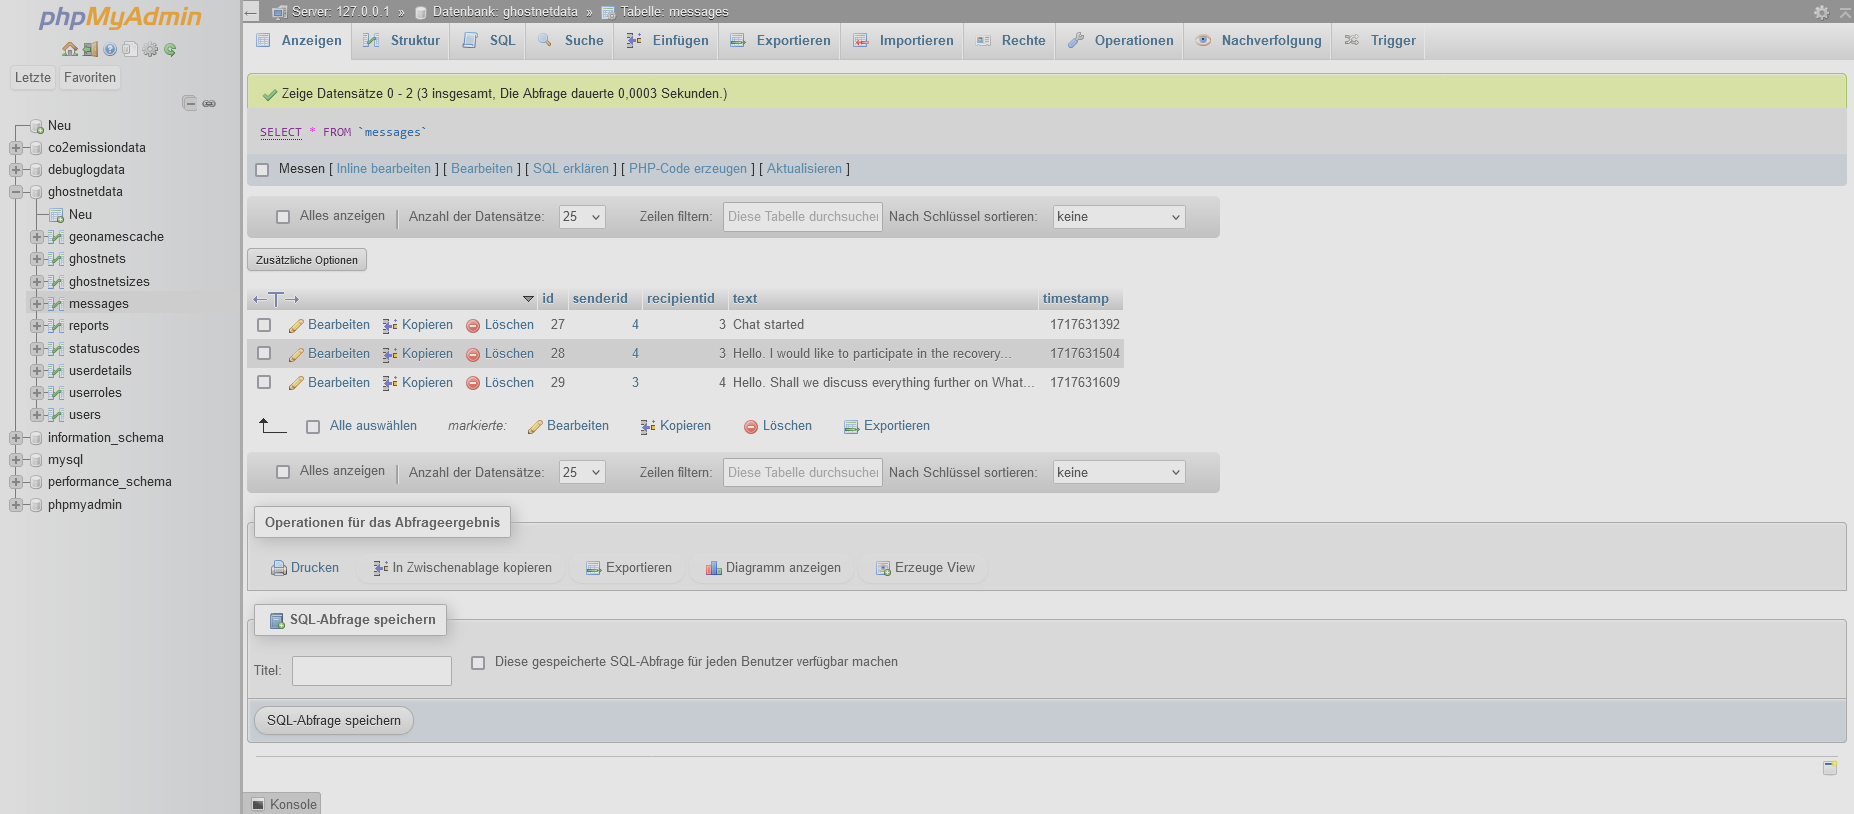 phpMyAdmin
Letzte Favoriten
Neu
co2emissiondata
debuglogdata
ghostnetdata
Neu
geonamescache
ghostnets
ghostnetsizes
messages
reports
statuscodes
userdetails
userroles
users
information_schema
mysql
performance_schema
phpmyadmin
Server: 127.0.0.1 » Datenbank: ghostnetdata » Tabelle: messages
Anzeigen Struktur SQL Suche Einfügen Exportieren Importieren Rechte Operationen Nachverfolgung Trigger
Zeige Datensätze 0 - 2 (3 insgesamt, Die Abfrage dauerte 0,0003 Sekunden.)
SELECT * FROM `messages`
Messen [ Inline bearbeiten ] [ Bearbeiten ] [ SQL erklären ] [ PHP-Code erzeugen ] [ Aktualisieren ]
Alles anzeigen | Anzahl der Datensätze: 25 Zeilen filtern: Diese Tabelle durchsuchen Nach Schlüssel sortieren: keine
Zusätzliche Optionen
←T→ id senderid recipientid text timestamp
Bearbeiten Kopieren Löschen 27 4 3 Chat started 1717631392
Bearbeiten Kopieren Löschen 28 4 3 Hello. I would like to participate in the recovery... 1717631504
Bearbeiten Kopieren Löschen 29 3 4 Hello. Shall we discuss everything further on What... 1717631609
Alle auswählen markierte: Bearbeiten Kopieren Löschen Exportieren
Alles anzeigen | Anzahl der Datensätze: 25 Zeilen filtern: Diese Tabelle durchsuchen Nach Schlüssel sortieren: keine
Operationen für das Abfrageergebnis
Drucken In Zwischenablage kopieren Exportieren Diagramm anzeigen Erzeuge View
SQL-Abfrage speichern
Titel: Diese gespeicherte SQL-Abfrage für jeden Benutzer verfügbar machen
SQL-Abfrage speichern
Konsole